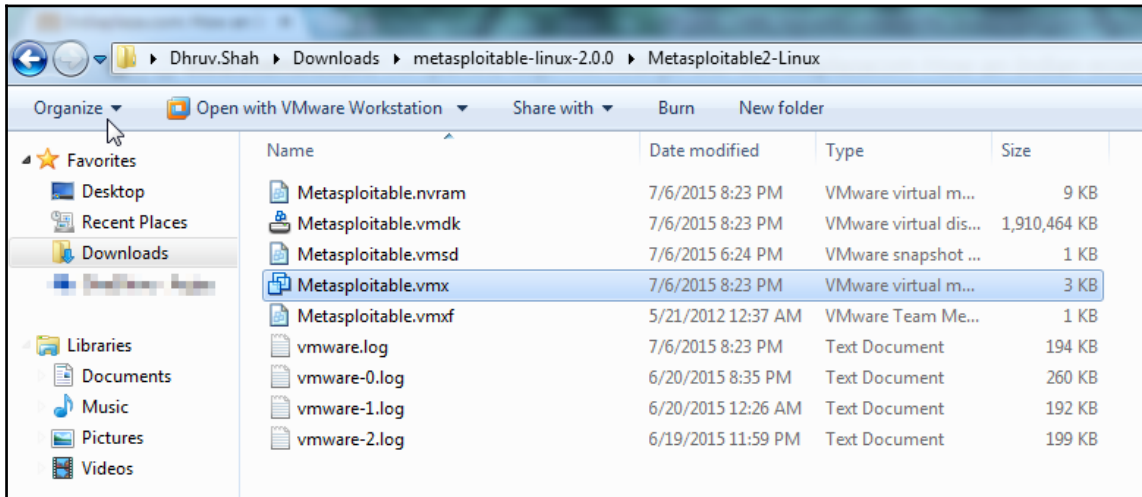 Dhruv.Shah Downloads metasploitable-linux-2.0.0 Metasploitable2-Linux
Organize Open with VMware Workstation Share with Burn New folder
Name Date modified Type Size
Favorites
Desktop
Recent Places
Downloads
Libraries
Documents
Music
Pictures
Videos
Metasploitable.nvram 7/6/2015 8:23 PM VMware virtual m... 9 KB
Metasploitable.vmdk 7/6/2015 8:23 PM VMware virtual dis... 1,910,464 KB
Metasploitable.vmsd 7/6/2015 6:24 PM VMware snapshot ... 1 KB
Metasploitable.vmx 7/6/2015 8:23 PM VMware virtual m... 3 KB
Metasploitable.vmxf 5/21/2012 12:37 AM VMware Team Me... 1 KB
vmware.log 7/6/2015 8:23 PM Text Document 194 KB
vmware-0.log 6/20/2015 8:35 PM Text Document 260 KB
vmware-1.log 6/20/2015 12:26 AM Text Document 192 KB
vmware-2.log 6/19/2015 11:59 PM Text Document 199 KB